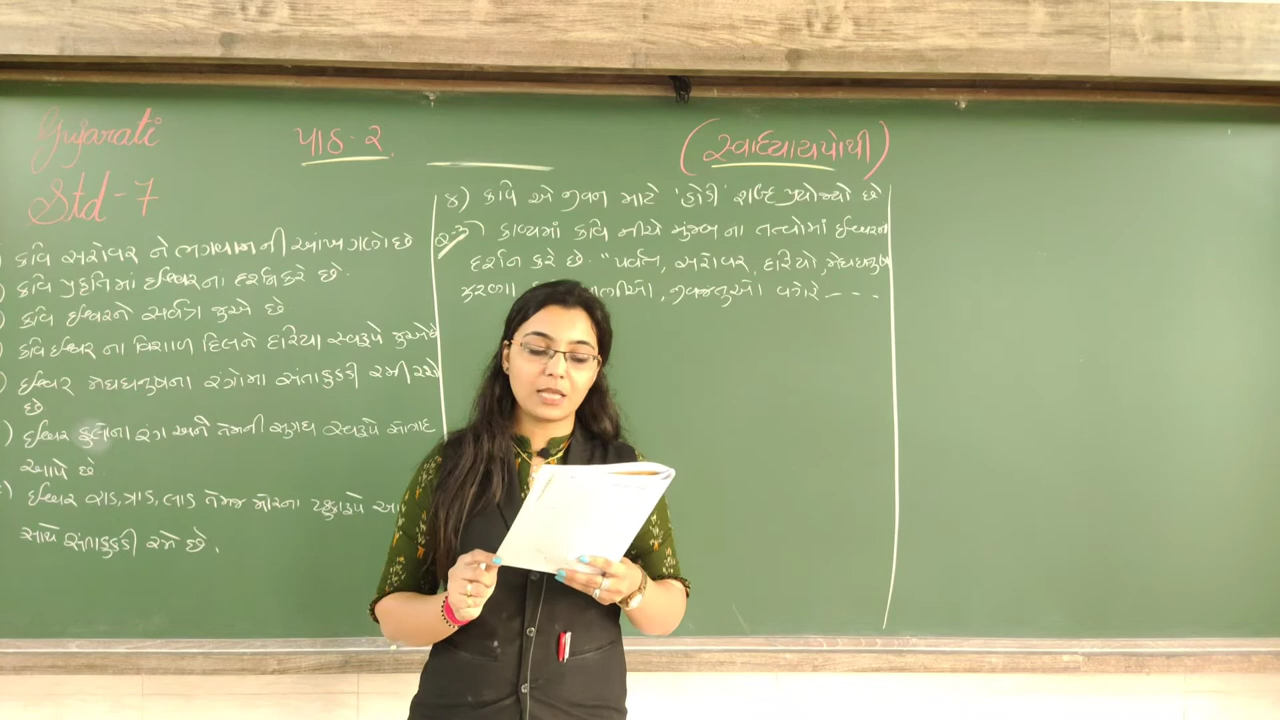 Gujarati
Std-7
પાઠ-૨
(સ્વાધ્યાયપોથી)
) કવિ સરોવર ને ભગવાન ની આંખ ગણે છે
) કવિ પ્રકૃતિમાં ઈશ્વરનાં દર્શન કરે છે.
) કવિ ઈશ્વરને સર્વત્ર જુએ છે
) કવિ ઈશ્વર ના વિશાળ દિલને દરિયા સ્વરૂપે જુએ છે
) ઈશ્વર મેઘધનુષના રંગોમાં સંતાકુકડી રમી રહ્યો
છે
) ઈશ્વર ફુલોના રંગ અને તેમની સુગંધ સ્વરૂપે
આપે છે
) ઈશ્વર ઝાડ, પહાડ, તેમજ મોરના ટહુકારૂપે આ
સાથે સંતાકુકડી રમે છે.
૪) કવિ એ જીવન માટે 'હોડી' શબ્દ પ્રયોજ્યો છે
પ્ર-૩) કાવ્યમાં કવિ નીચે મુજબ ના તત્વોમાં ઈશ્વરના
દર્શન કરે છે. "પર્વત, સરોવર, દરિયો, મેઘધનુષ
ઝરણા, જીવજંતુઓ વગેરે ----